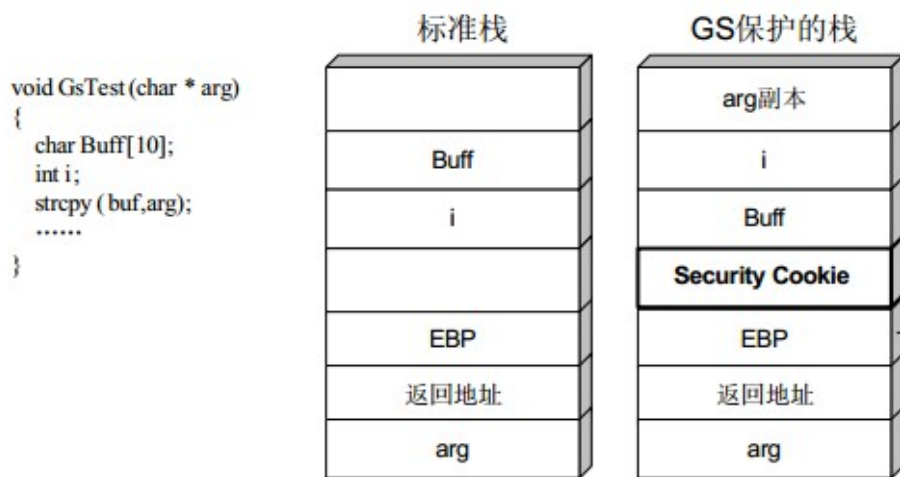 void GsTest (char * arg)
{
char Buff[10];
int i;
strcpy ( buf,arg);
······
}
标准栈
Buff
i
EBP
返回地址
arg
GS保护的栈
arg副本
i
Buff
Security Cookie
EBP
返回地址
arg